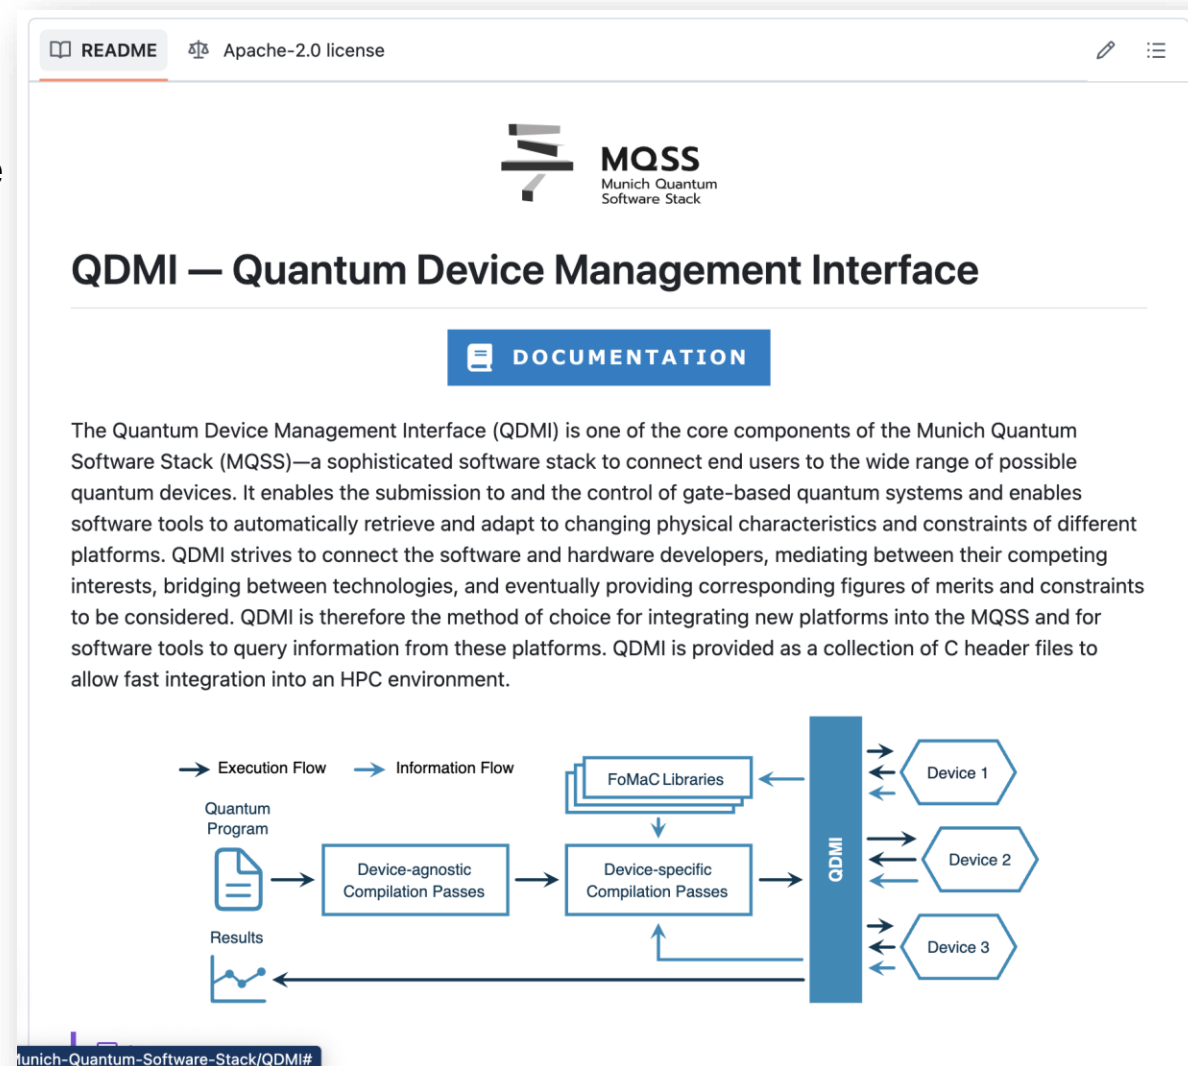 README
Apache-2.0 license
MQSS
Munich Quantum
Software Stack
QDMI — Quantum Device Management Interface
DOCUMENTATION
The Quantum Device Management Interface (QDMI) is one of the core components of the Munich Quantum
Software Stack (MQSS)—a sophisticated software stack to connect end users to the wide range of possible
quantum devices. It enables the submission to and the control of gate-based quantum systems and enables
software tools to automatically retrieve and adapt to changing physical characteristics and constraints of different
platforms. QDMI strives to connect the software and hardware developers, mediating between their competing
interests, bridging between technologies, and eventually providing corresponding figures of merits and constraints
to be considered. QDMI is therefore the method of choice for integrating new platforms into the MQSS and for
software tools to query information from these platforms. QDMI is provided as a collection of C header files to
allow fast integration into an HPC environment.
Execution Flow
Information Flow
FoMaC Libraries
Device 1
Quantum
Program
Device-agnostic
Compilation Passes
Device-specific
Compilation Passes
QDMI
Device 2
Results
Device 3
unich-Quantum-Software-Stack/QDMI#